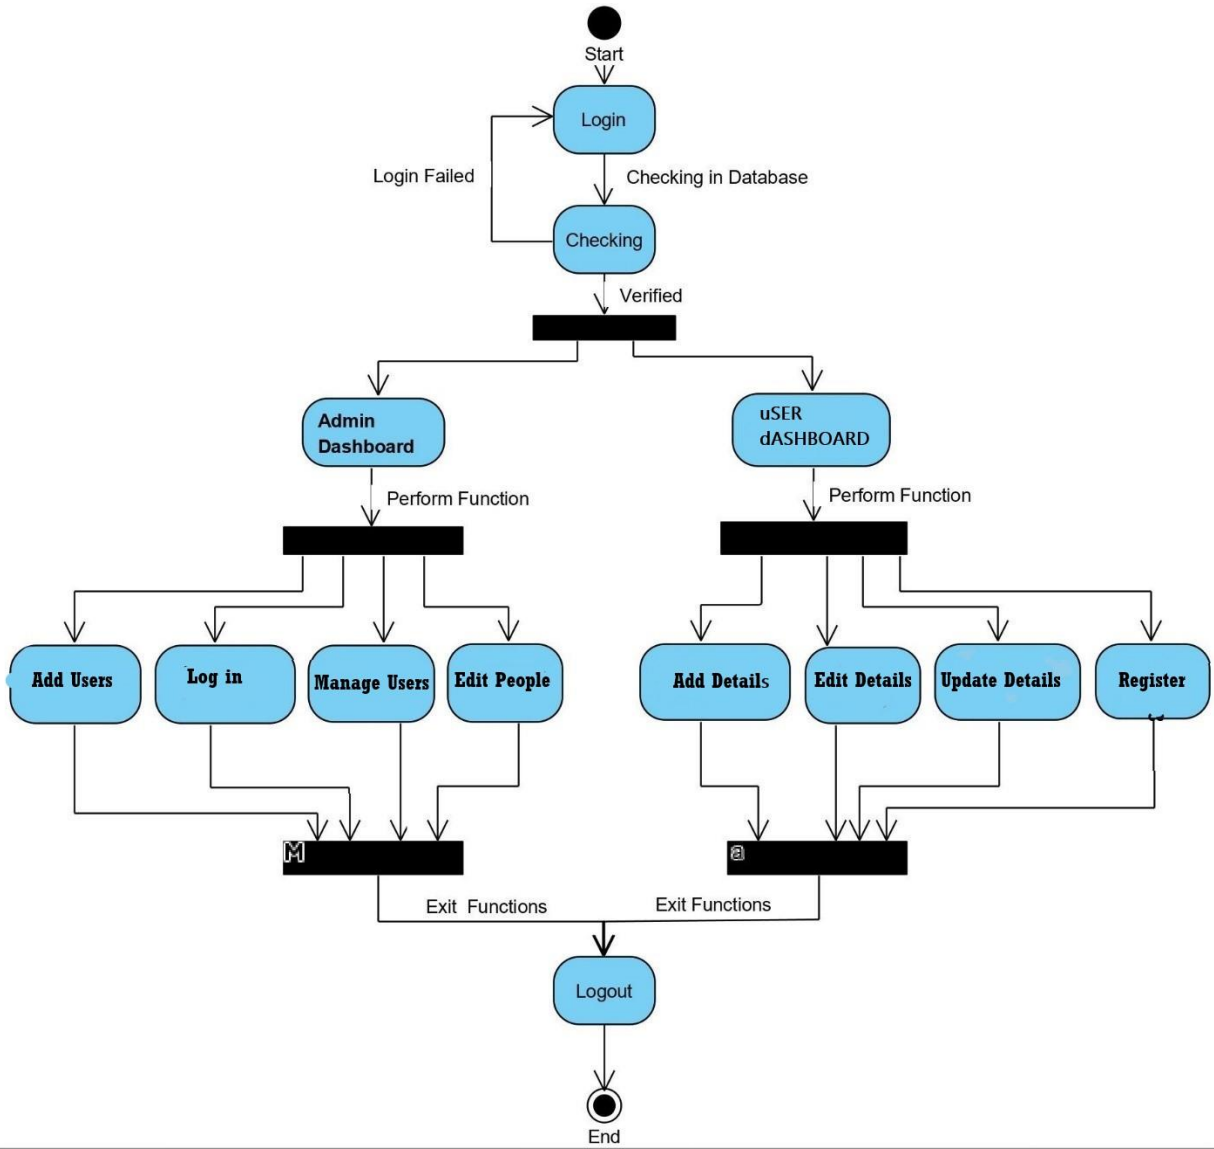 Start
Login
Login Failed
Checking in Database
Checking
Verified
Admin
Dashboard
uSER
dASHBOARD
Perform Function
Perform Function
Add Users
Log in
Manage Users
Edit People
Add Details
Edit Details
Update Details
Register
M
a
Exit Functions
Exit Functions
Logout
End